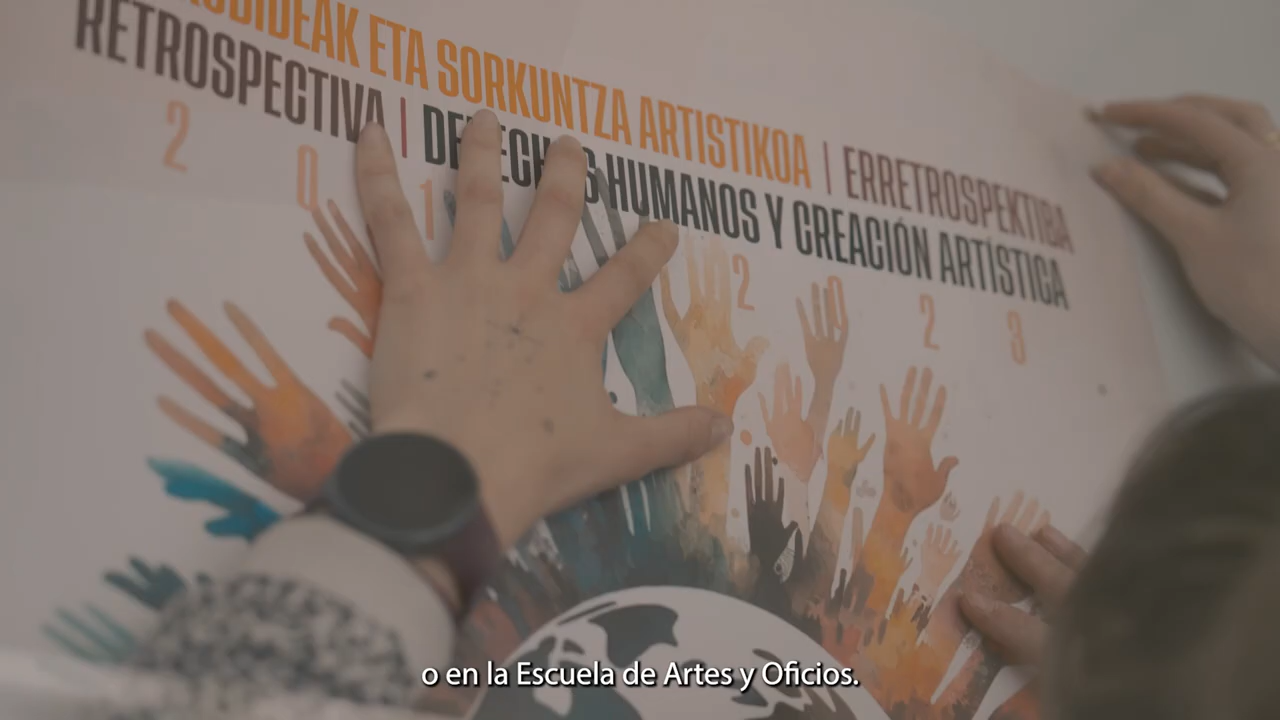 ETA SORKUNTZA ARTISTIKOA | ERRETROSPEKTIBA
RETROSPECTIVA | DERECHOS HUMANOS Y CREACIÓN ARTÍSTICA
2 0 1
2 0 2 3
o en la Escuela de Artes y Oficios.